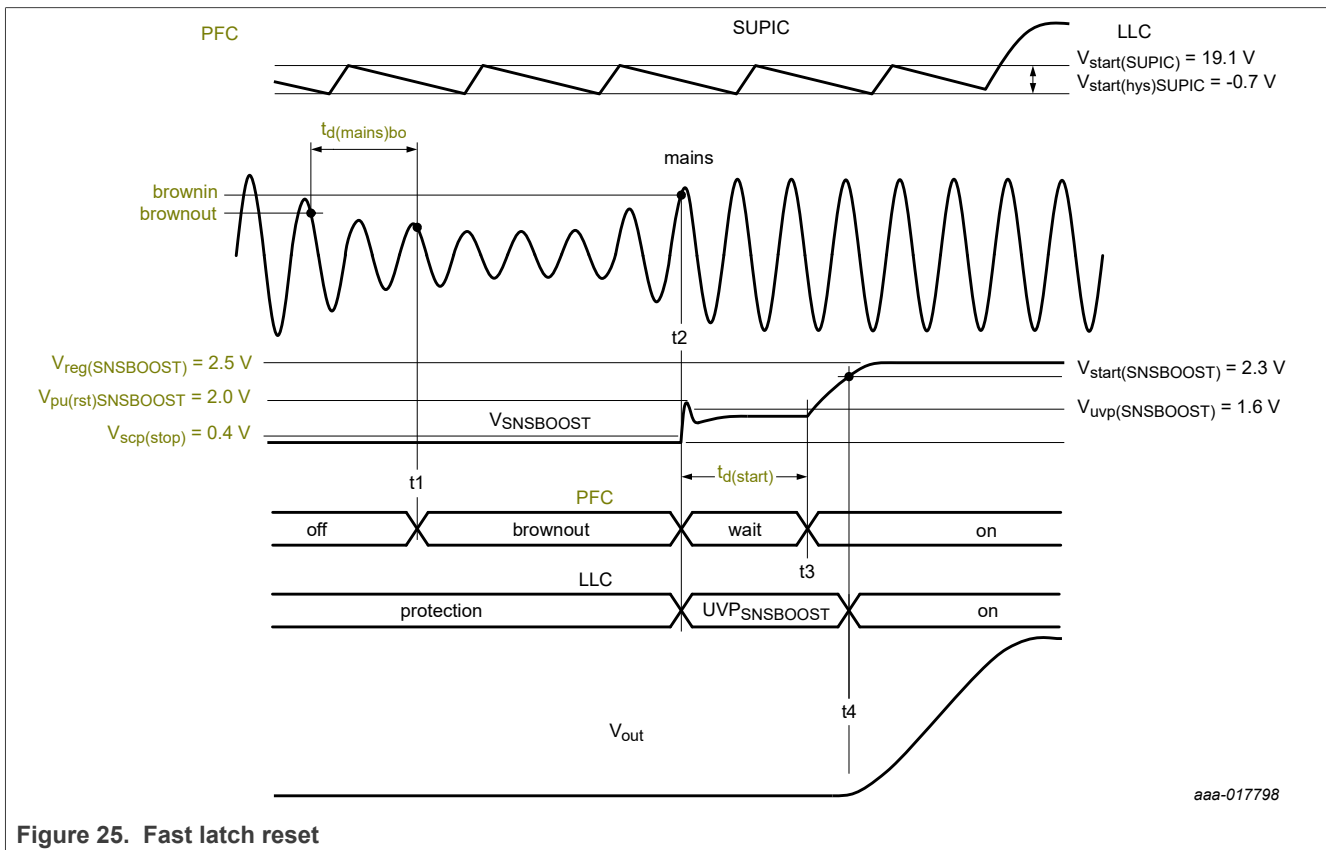 PFC
SUPIC
LLC
Vstart(SUPIC) = 19.1 V
Vstart(hys)SUPIC = -0.7 V
td(mains)bo
mains
brownin
brownout
t2
Vreg(SNSBOOST) = 2.5 V
Vstart(SNSBOOST) = 2.3 V
Vpu(rst)SNSBOOST = 2.0 V
Vuvp(SNSBOOST) = 1.6 V
VSNSBOOST
Vscp(stop) = 0.4 V
td(start)
t1
PFC
off
brownout
wait
on
t3
LLC
protection
UVPSNSBOOST
on
t4
Vout
aaa-017798
Figure 25. Fast latch reset